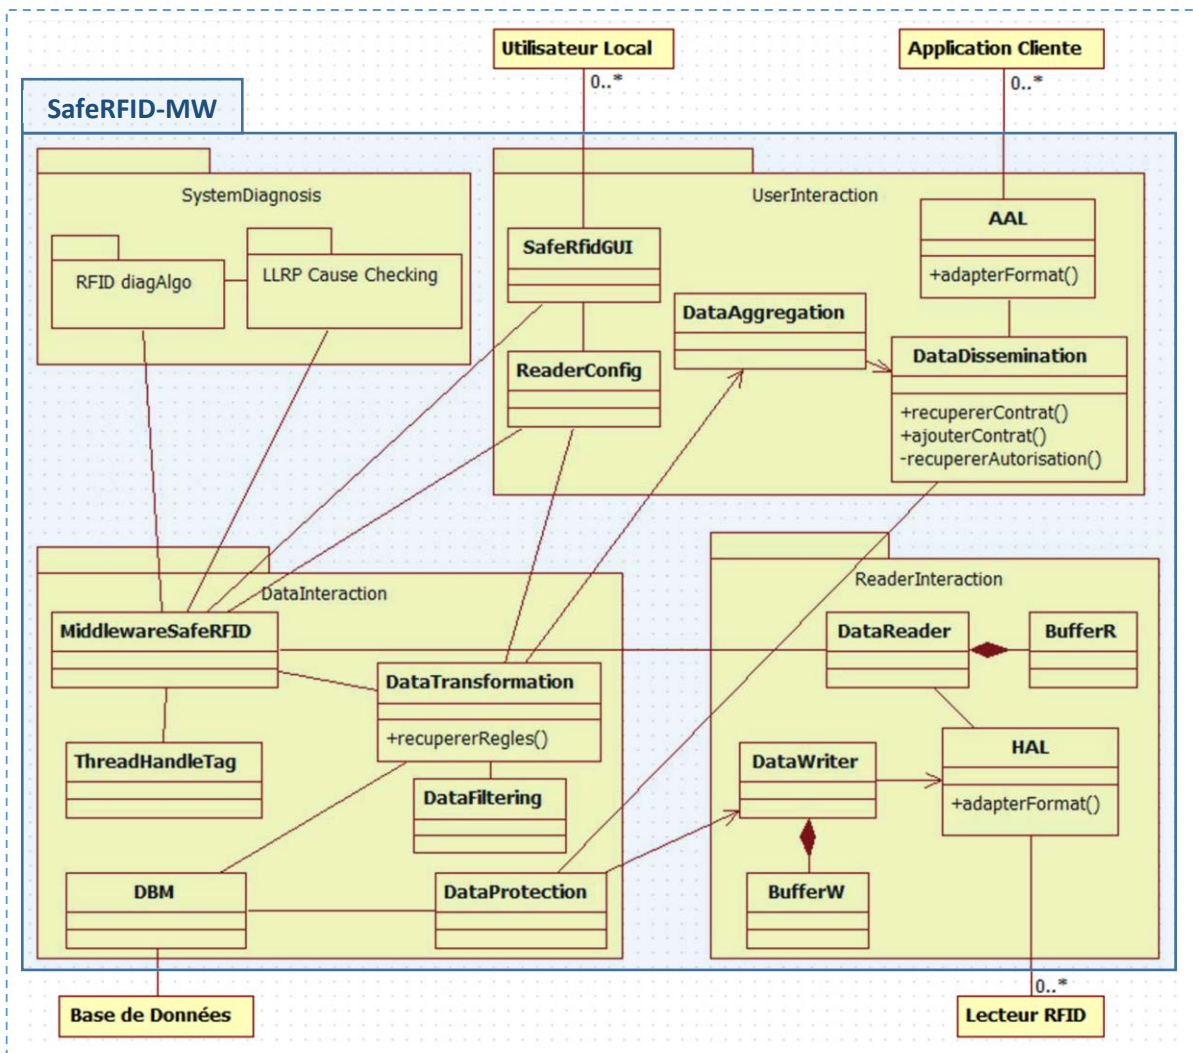 Utilisateur Local
Application Cliente
0..*
0..*
SafeRFID-MW
SystemDiagnosis
RFID diagAlgo
LLRP Cause Checking
UserInteraction
SafeRfidGUI
AAL
+adapterFormat()
DataAggregation
ReaderConfig
DataDissemination
+recupererContrat()
+ajouterContrat()
-recupererAutorisation()
DataInteraction
MiddlewareSafeRFID
DataTransformation
+recupererRegles()
ThreadHandleTag
DataFiltering
DBM
DataProtection
ReaderInteraction
DataReader
BufferR
DataWriter
HAL
+adapterFormat()
BufferW
0..*
Base de Données
Lecteur RFID